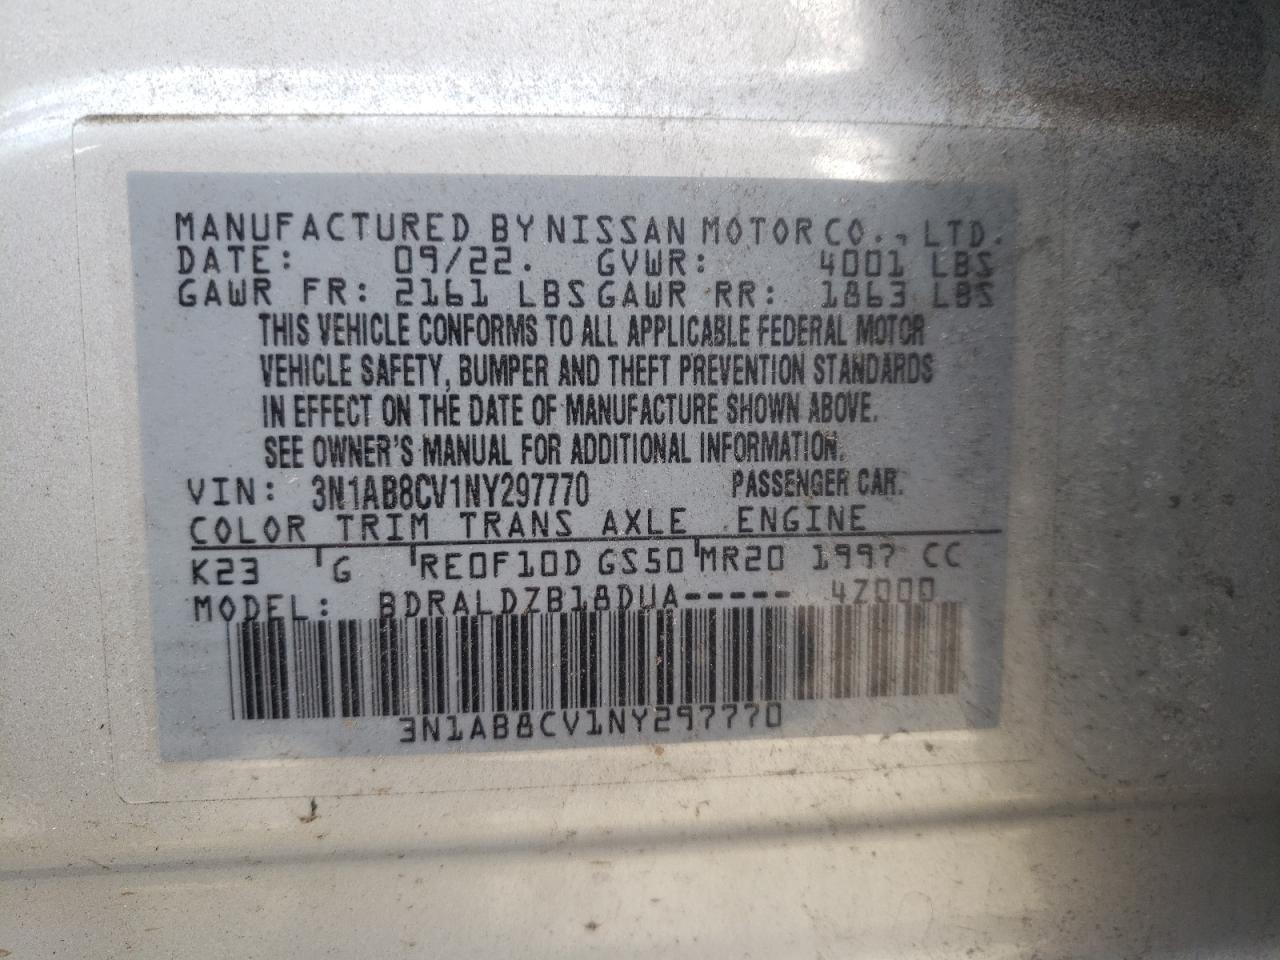 MANUFACTURED BY NISSAN MOTOR CO., LTD.
DATE: 09/22. GVWR: 4001 LBS
GAWR FR: 2161 LBS GAWR RR: 1863 LBS
THIS VEHICLE CONFORMS TO ALL APPLICABLE FEDERAL MOTOR
VEHICLE SAFETY, BUMPER AND THEFT PREVENTION STANDARDS
IN EFFECT ON THE DATE OF MANUFACTURE SHOWN ABOVE.
SEE OWNER'S MANUAL FOR ADDITIONAL INFORMATION.
VIN: 3N1AB8CV1NY297770 PASSENGER CAR.
COLOR TRIM TRANS AXLE ENGINE
K23 G RE0F10D GS50 MR20 1997 CC
MODEL: BDRALDZB18DUA----- 4Z000
3N1AB8CV1NY297770